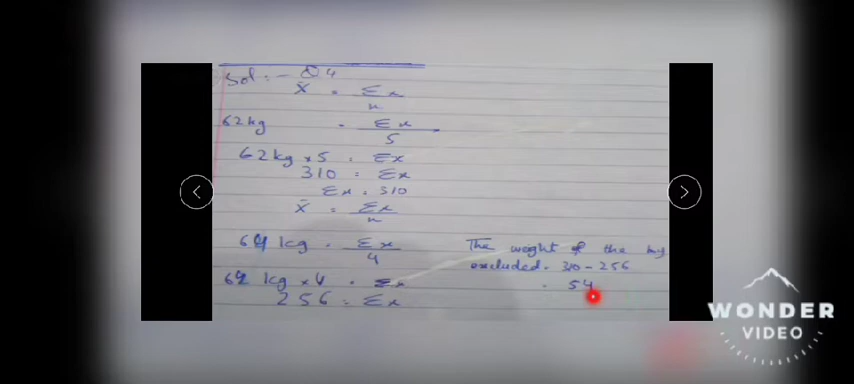 Sol :- Q4
x̄ = Σx
n
62kg = Σx
5
62kg × 5 = Σx
310 = Σx
Σx = 310
x̄ = Σx
n
64 kg = Σx
4
64 kg × 4 = Σx
256 = Σx
The weight of the
excluded = 310 - 256
= 54
WONDER
VIDEO